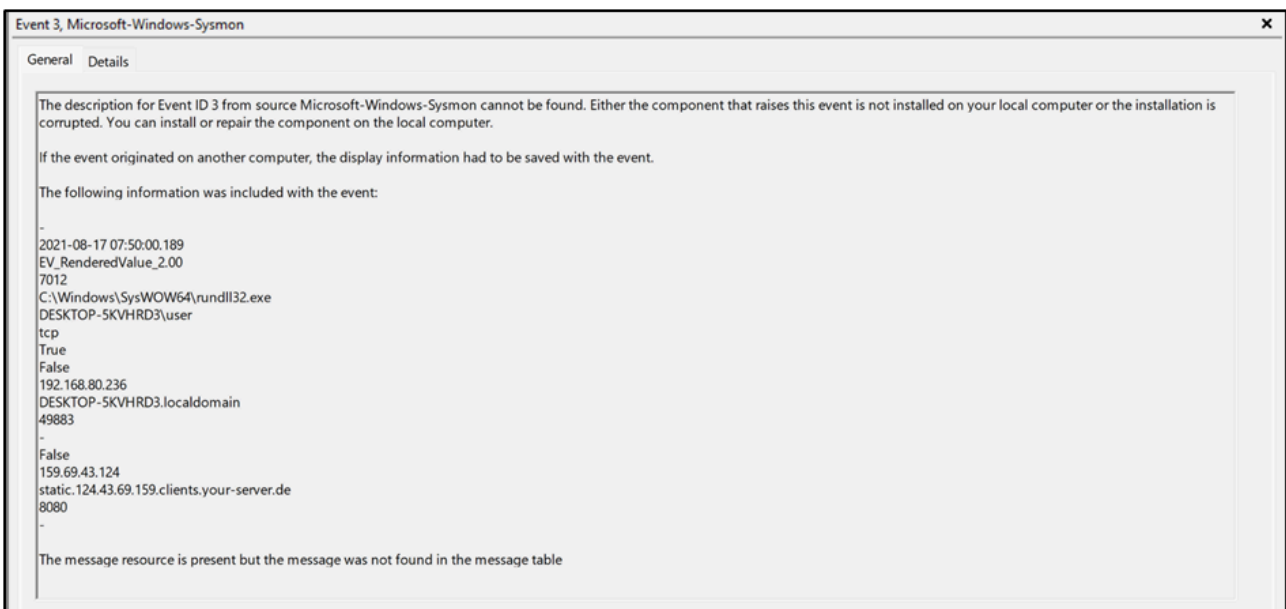 Event 3, Microsoft-Windows-Sysmon
General Details
The description for Event ID 3 from source Microsoft-Windows-Sysmon cannot be found. Either the component that raises this event is not installed on your local computer or the installation is
corrupted. You can install or repair the component on the local computer.
If the event originated on another computer, the display information had to be saved with the event.
The following information was included with the event:
-
2021-08-17 07:50:00.189
EV_RenderedValue_2.00
7012
C:\Windows\SysWOW64\rundll32.exe
DESKTOP-5KVHRD3\user
tcp
True
False
192.168.80.236
DESKTOP-5KVHRD3.localdomain
49883
-
False
159.69.43.124
static.124.43.69.159.clients.your-server.de
8080
-
The message resource is present but the message was not found in the message table